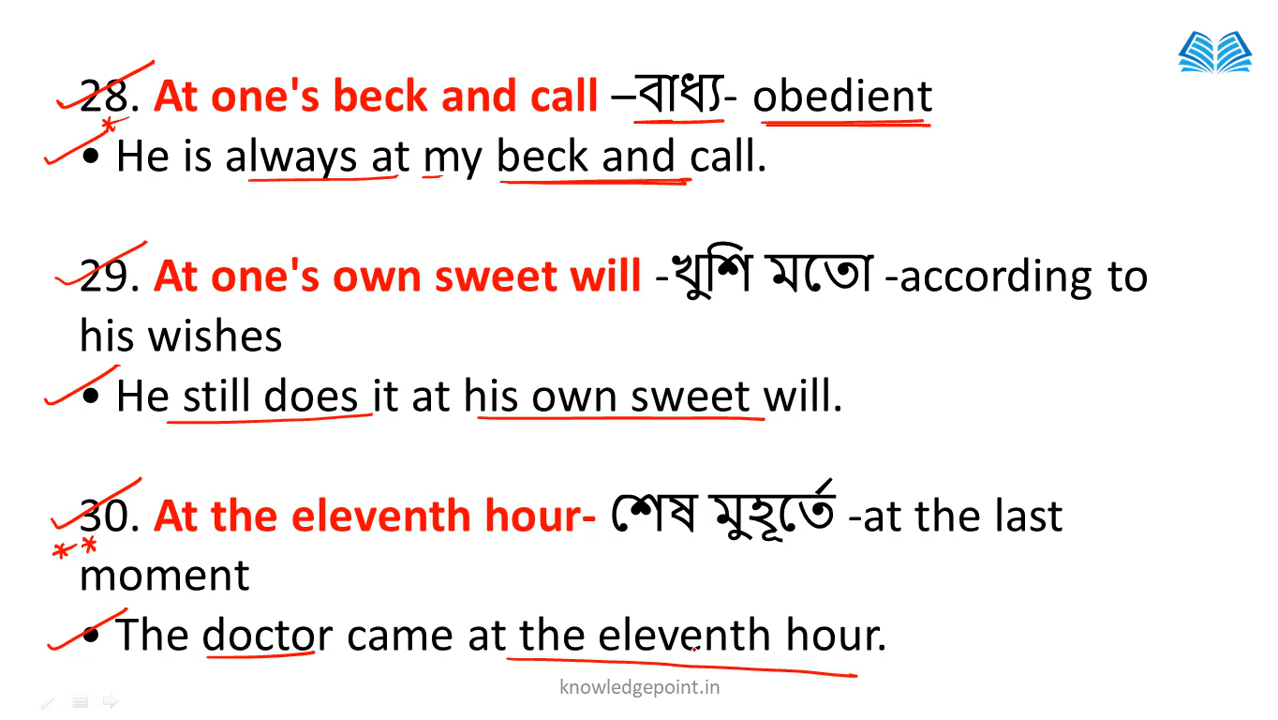 28. At one's beck and call –বাধ্য- obedient
• He is always at my beck and call.
29. At one's own sweet will -খুশি মতো -according to
his wishes
• He still does it at his own sweet will.
30. At the eleventh hour- শেষ মুহূর্তে -at the last
moment
• The doctor came at the eleventh hour.
knowledgepoint.in